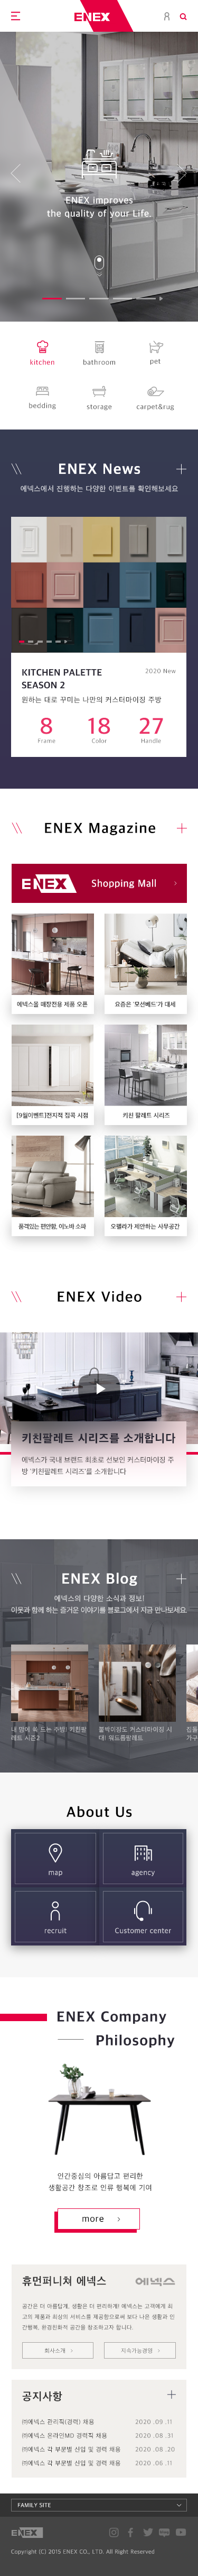 ENEX
ENEX improves
the quality of your Life.
kitchen
bathroom
pet
bedding
storage
carpet&rug
ENEX News
에넥스에서 진행하는 다양한 이벤트를 확인해보세요
KITCHEN PALETTE
SEASON 2
2020 New
원하는 대로 꾸미는 나만의 커스터마이징 주방
8
18
27
Frame
Color
Handle
ENEX Magazine
ENEX
Shopping Mall
에넥스몰 매장전용 제품 오픈
요즘은 '모션베드'가 대세
[9월이벤트]전지적 집콕 시점
키친 팔레트 시리즈
품격있는 편안함, 이노바 소파
오펠라가 제안하는 사무공간
ENEX Video
키친팔레트 시리즈를 소개합니다
에넥스가 국내 브랜드 최초로 선보인 커스터마이징 주
방 '키친팔레트 시리즈'를 소개합니다
ENEX Blog
에넥스의 다양한 소식과 정보!
이웃과 함께 하는 즐거운 이야기를 블로그에서 지금 만나보세요.
내 맘에 쏙 드는 주방! 키친팔
레트 시즌2
붙박이장도 커스터마이징 시
대! 워드롭팔레트
About Us
map
agency
recruit
Customer center
ENEX Company
Philosophy
인간중심의 아름답고 편리한
생활공간 창조로 인류 행복에 기여
more
휴먼퍼니쳐 에넥스
에넥스
공간은 더 아름답게, 생활은 더 편리하게! 에넥스는 고객에게 최
고의 제품과 최상의 서비스를 제공함으로써 보다 나은 생활과 인
간행복, 환경친화적 공간을 창조하고자 합니다.
회사소개
지속가능경영
공지사항
㈜에넥스 관리직(경력) 채용
2020 .09 .11
㈜에넥스 온라인MD 경력직 채용
2020 .08 .31
㈜에넥스 각 부문별 신입 및 경력 채용
2020 .08 .20
㈜에넥스 각 부문별 신입 및 경력 채용
2020 .06 .11
FAMILY SITE
ENEX
Copyright (C) 2015 ENEX CO., LTD. All Right Reserved